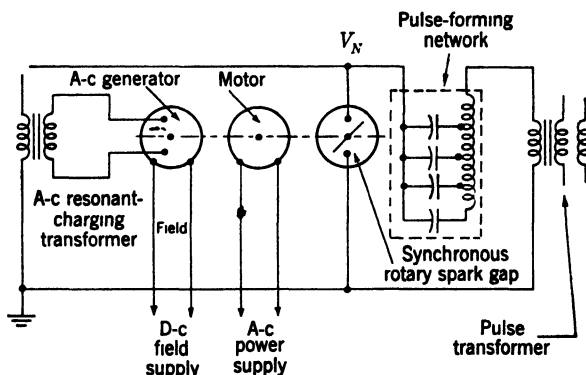 Pulse-forming
network
V_N
A-c generator
Motor
A-c resonant-
charging
transformer
Field
Synchronous
rotary spark gap
D-c
field
supply
A-c
power
supply
Pulse
transformer